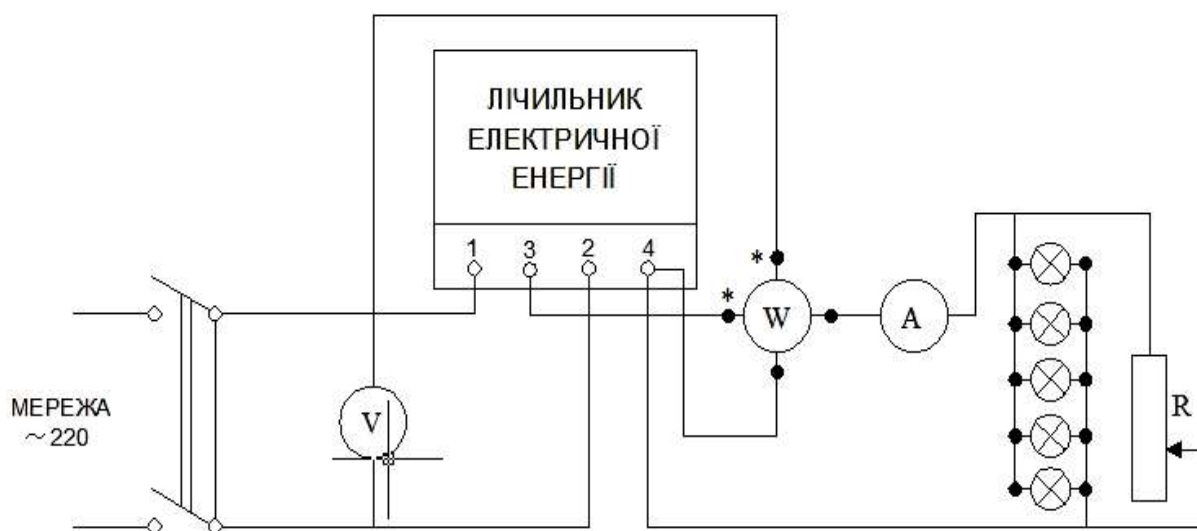 ЛІЧИЛЬНИК
ЕЛЕКТРИЧНОЇ
ЕНЕРГІЇ
1 3 2 4
*
*
W
A
V
R
МЕРЕЖА
~220